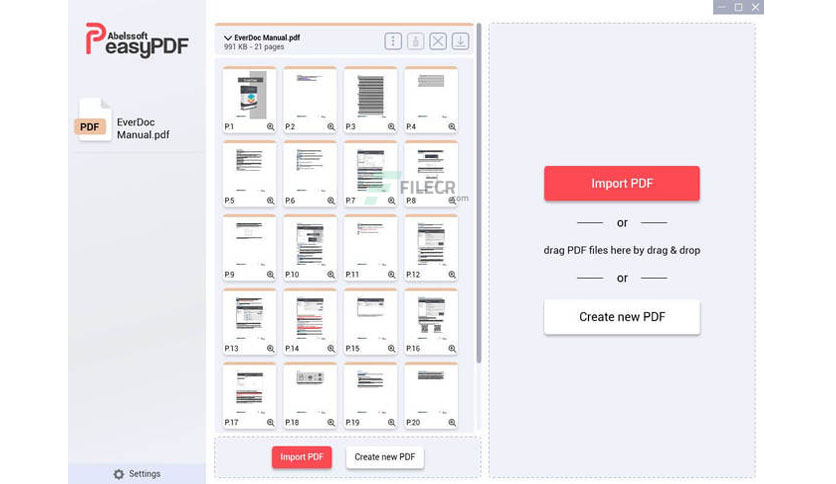 Abelssoft
easyPDF
PDF
EverDoc
Manual.pdf
Settings
EverDoc Manual.pdf
991 KB - 21 pages
P.1
P.2
P.3
P.4
P.5
P.6
P.7
P.8
P.9
P.10
P.11
P.12
P.13
P.14
P.15
P.16
P.17
P.18
P.19
P.20
FILECR
.com
Import PDF
Create new PDF
Import PDF
or
drag PDF files here by drag & drop
or
Create new PDF